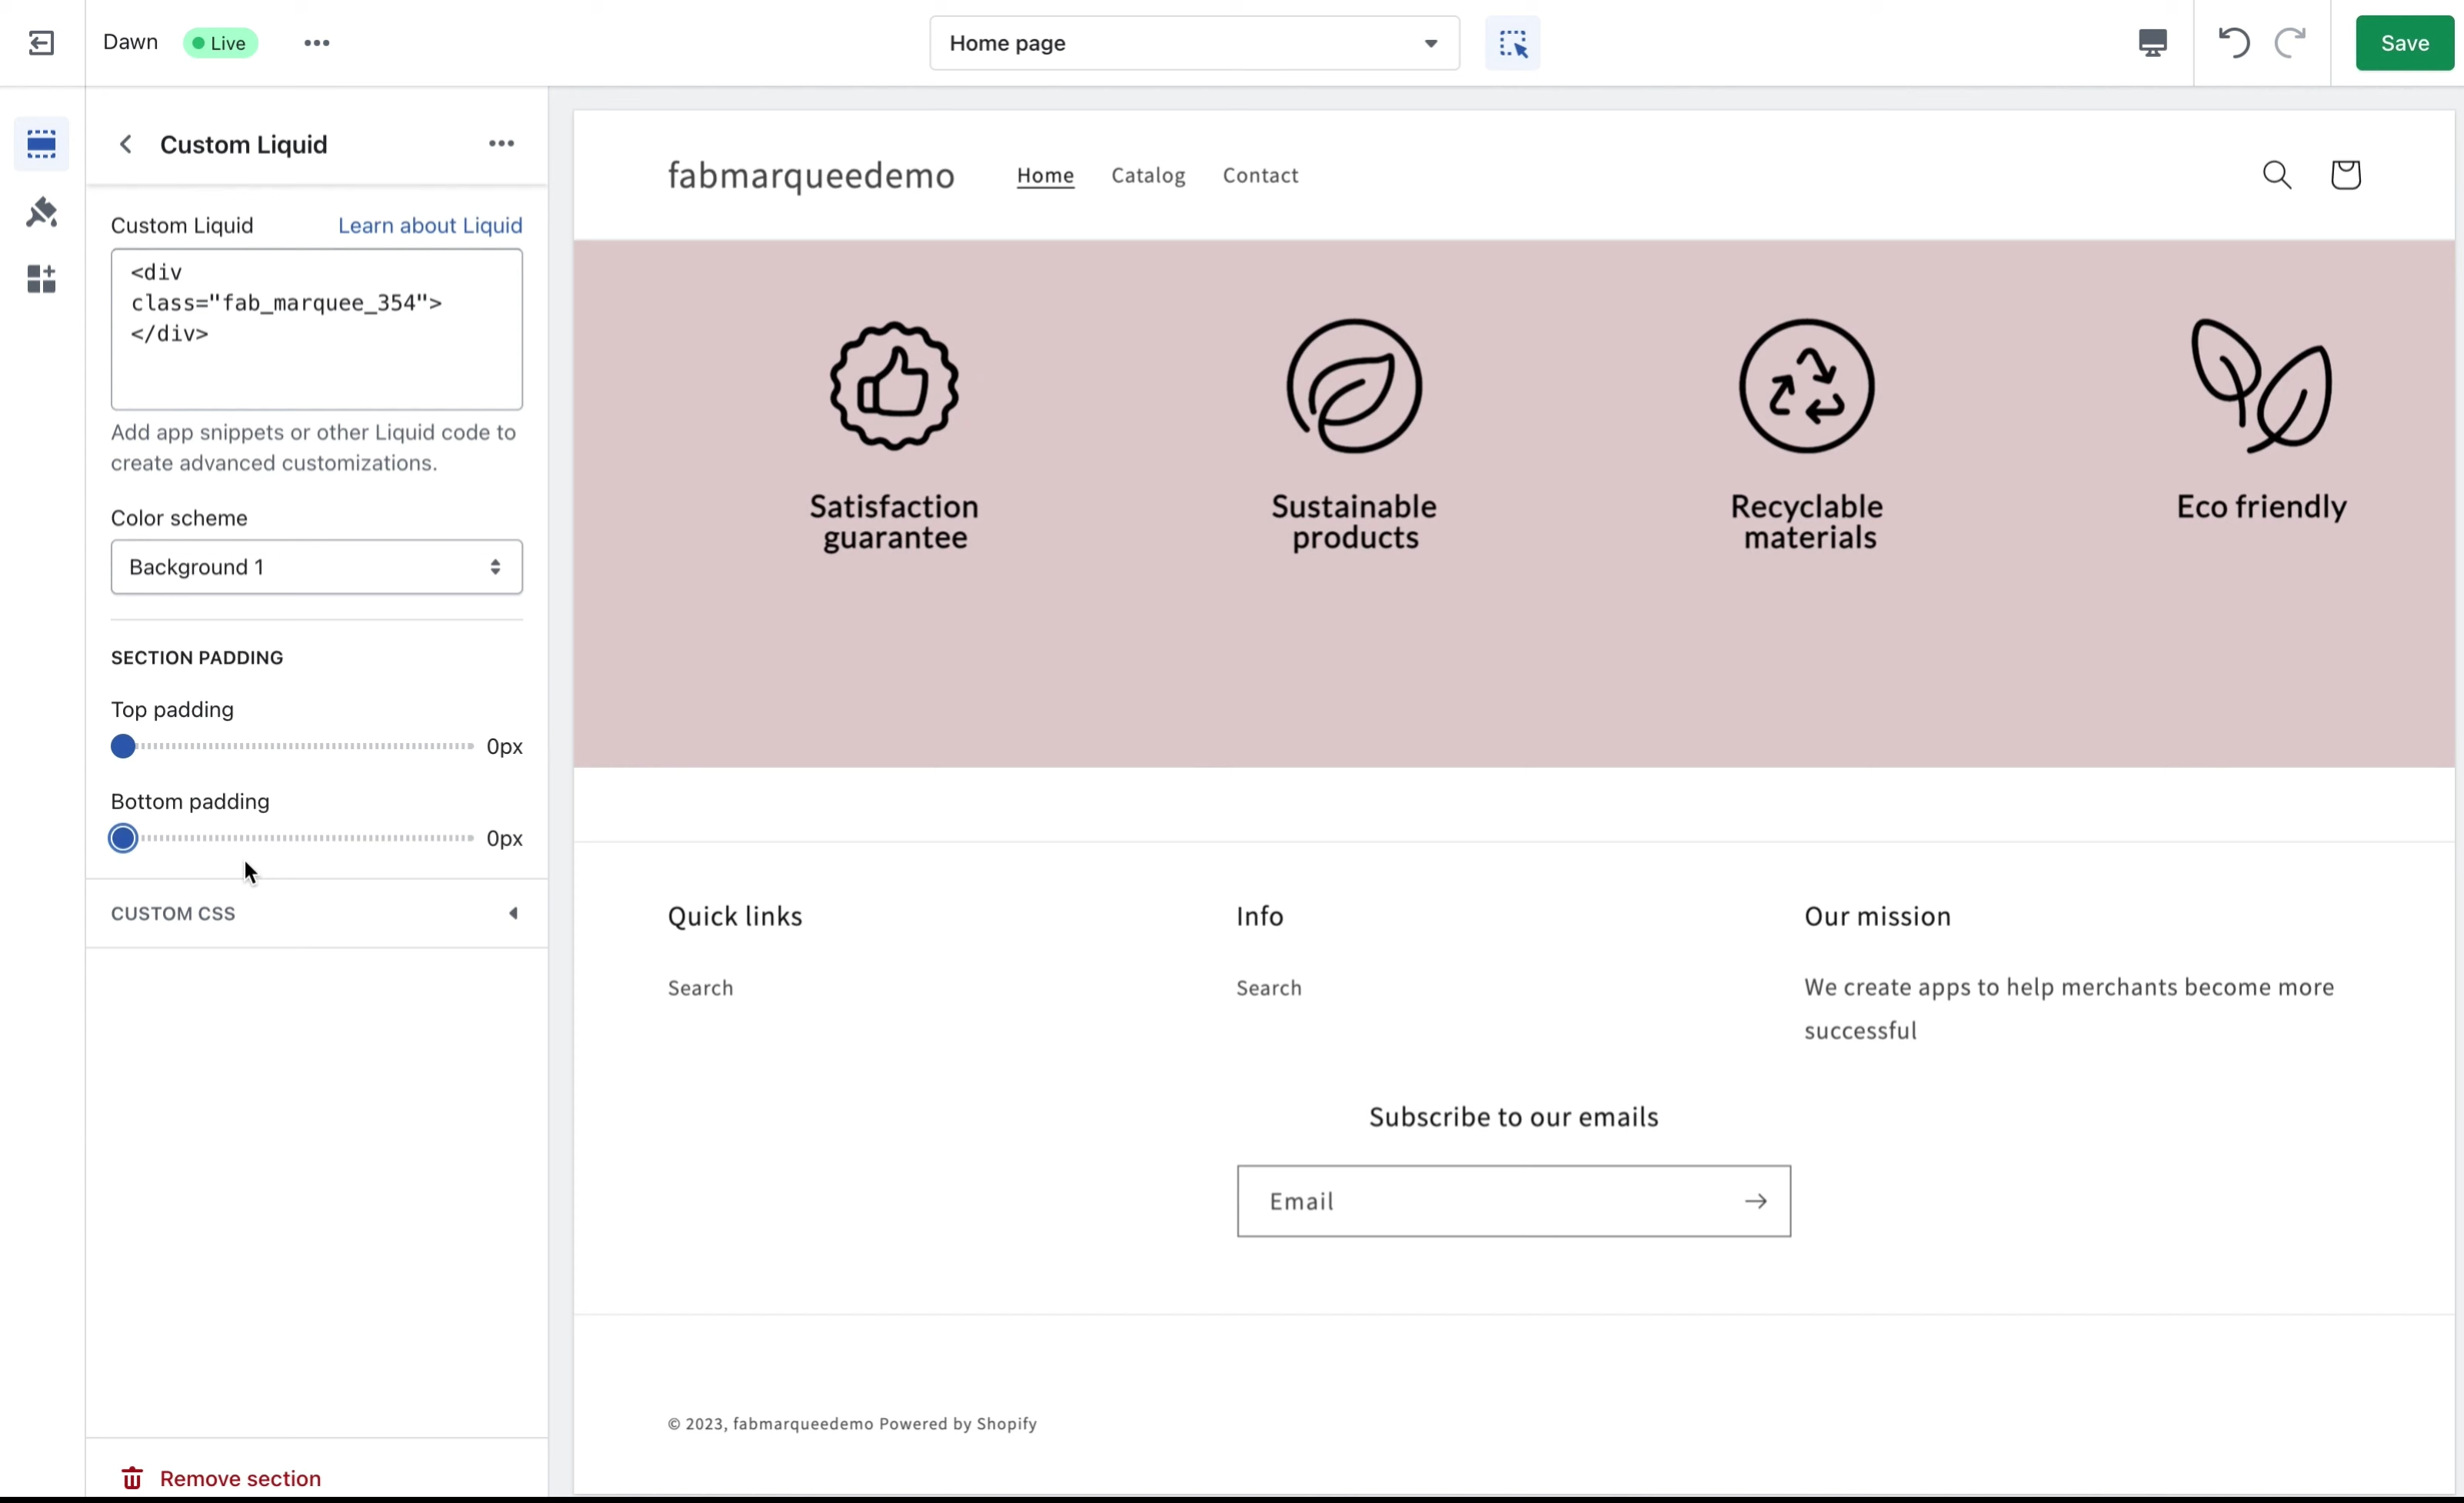 Dawn
Live
Home page
Save
Custom Liquid
Custom Liquid
Learn about Liquid
<div
class="fab_marquee_354">
</div>
Add app snippets or other Liquid code to
create advanced customizations.
Color scheme
Background 1
SECTION PADDING
Top padding
0px
Bottom padding
0px
CUSTOM CSS
Remove section
fabmarqueedemo
Home
Catalog
Contact
Satisfaction
guarantee
Sustainable
products
Recyclable
materials
Eco friendly
Quick links
Search
Info
Search
Our mission
We create apps to help merchants become more
successful
Subscribe to our emails
Email
© 2023, fabmarqueedemo Powered by Shopify